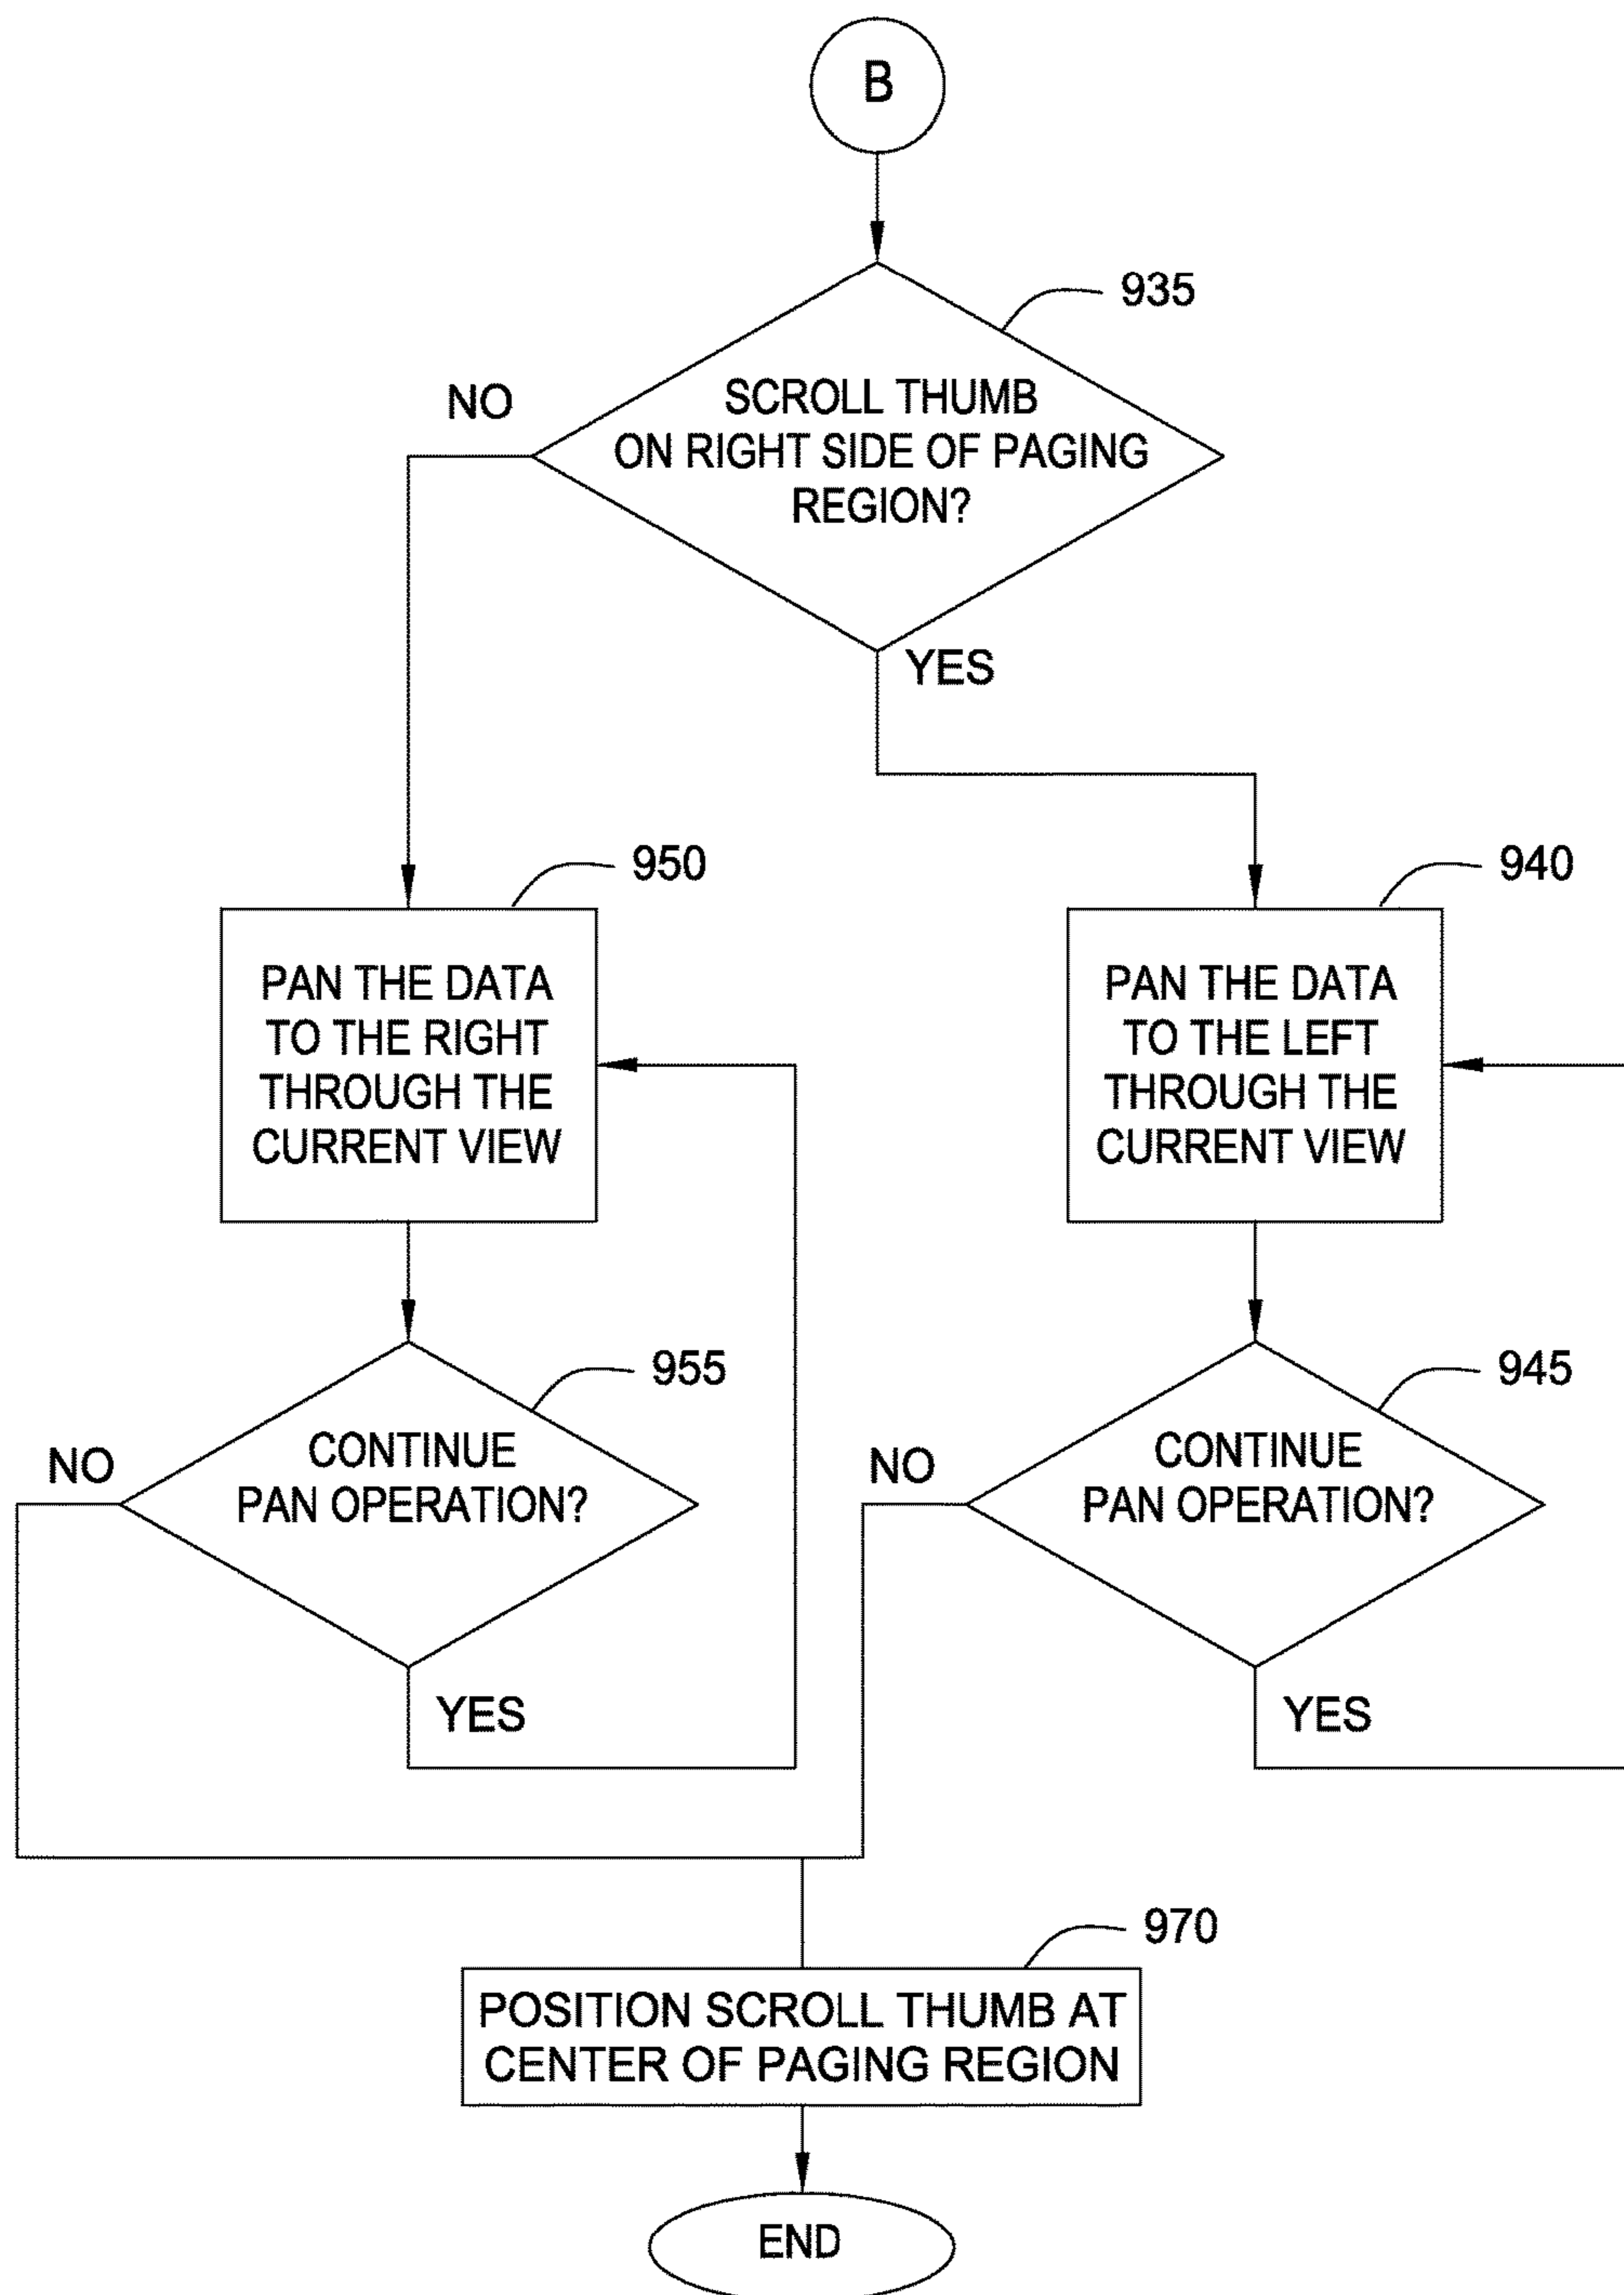 B
935
NO
SCROLL THUMB
ON RIGHT SIDE OF PAGING
REGION?
YES
950
940
PAN THE DATA
TO THE RIGHT
THROUGH THE
CURRENT VIEW
PAN THE DATA
TO THE LEFT
THROUGH THE
CURRENT VIEW
955
945
NO
CONTINUE
PAN OPERATION?
NO
CONTINUE
PAN OPERATION?
YES
YES
970
POSITION SCROLL THUMB AT
CENTER OF PAGING REGION
END